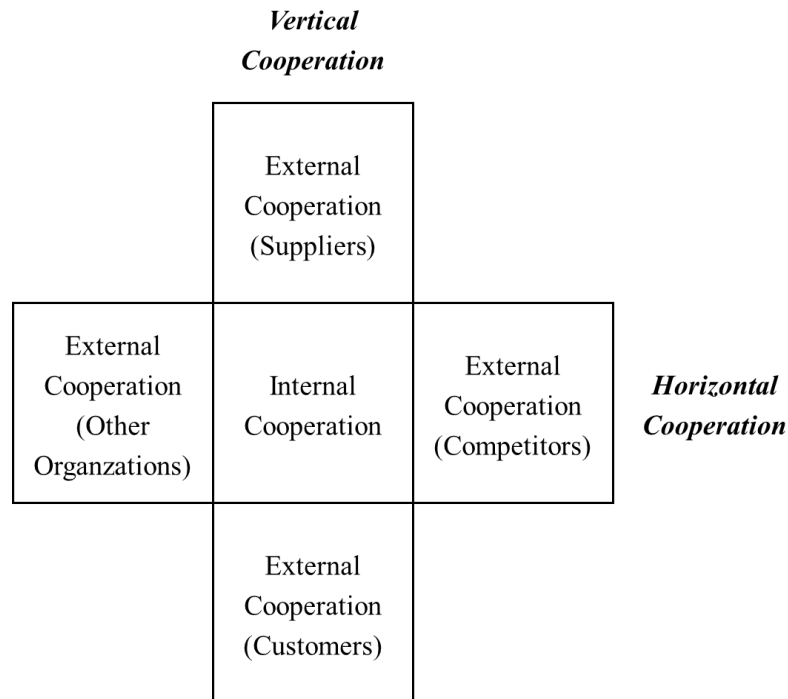 Vertical
Cooperation
External
Cooperation
(Suppliers)
External
Cooperation
(Other
Organzations)
Internal
Cooperation
External
Cooperation
(Competitors)
Horizontal
Cooperation
External
Cooperation
(Customers)